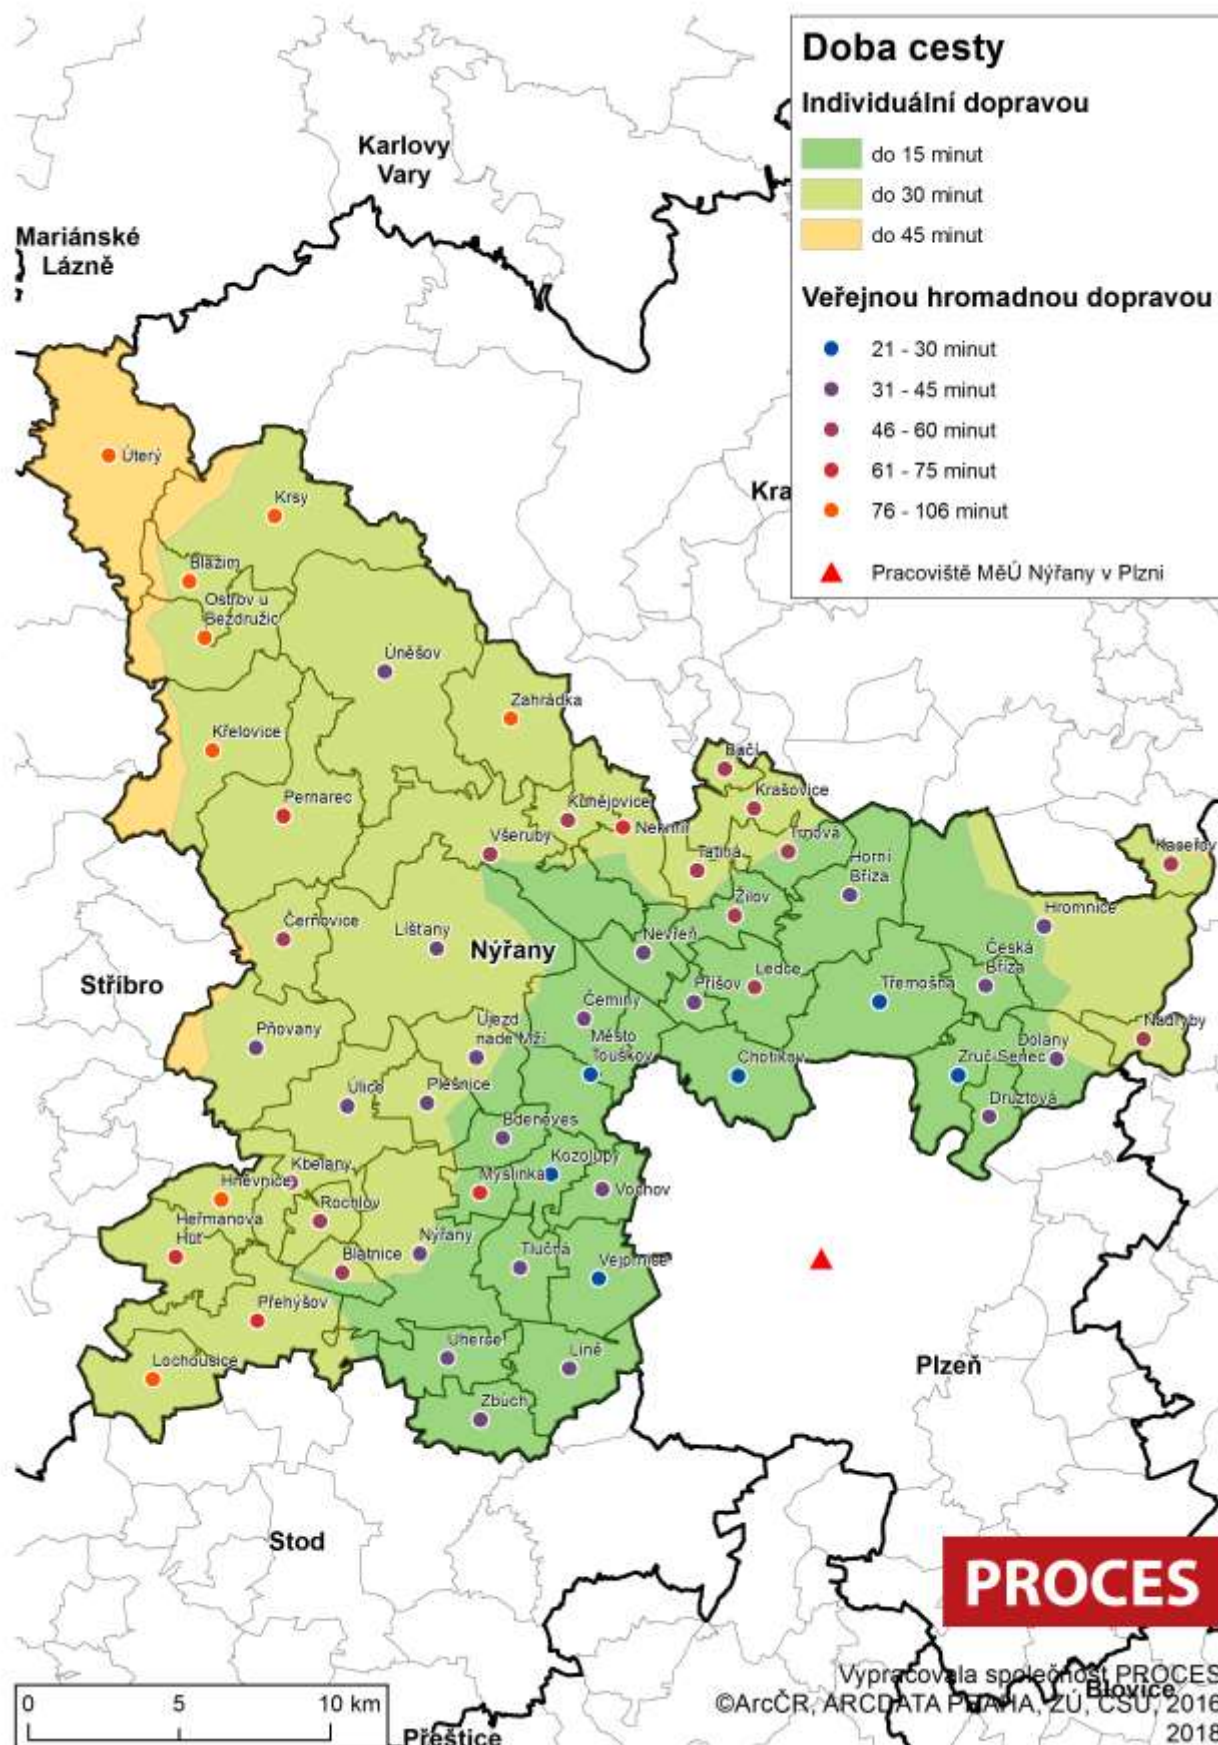 Doba cesty
Individuální dopravou
do 15 minut
do 30 minut
do 45 minut
Veřejnou hromadnou dopravou
21 - 30 minut
31 - 45 minut
46 - 60 minut
61 - 75 minut
76 - 106 minut
Pracoviště MěÚ Nýřany v Plzni
Karlovy
Vary
Mariánské
Lázně
Kra
Úterý
Krsy
Blažim
Ostrov u
Bezdružic
Úněšov
Zahrádka
Křelovice
Pernarec
Bačí
Kunějovice
Krašovice
Nekmíř
Všeruby
Trnová
Tatiná
Horní
Bříza
Kaceřov
Žilov
Hromnice
Černovice
Líšťany
Nýřany
Nevřeň
Česká
Bříza
Stříbro
Příšov
Ledce
Třemošná
Čeminy
Pňovany
Újezd
nade Mží
Město
Touškov
Chotíkov
Zruč-Senec
Dolany
Nadryby
Úlice
Plešnice
Druztová
Bdeněves
Kozolupy
Kbelany
Hněvnice
Myslinka
Vochov
Rochlov
Heřmanova
Huť
Blatnice
Nýřany
Tlučná
Vejprnice
Přehýšov
Úherce
Líně
Lochousice
Zbůch
Plzeň
Stod
PROCES
Vypracovala společnost PROCES
Blovice
©ArcČR, ARCDATA PRAHA, ZÚ, ČSÚ, 2016
2018
0 5 10 km
Přeštice